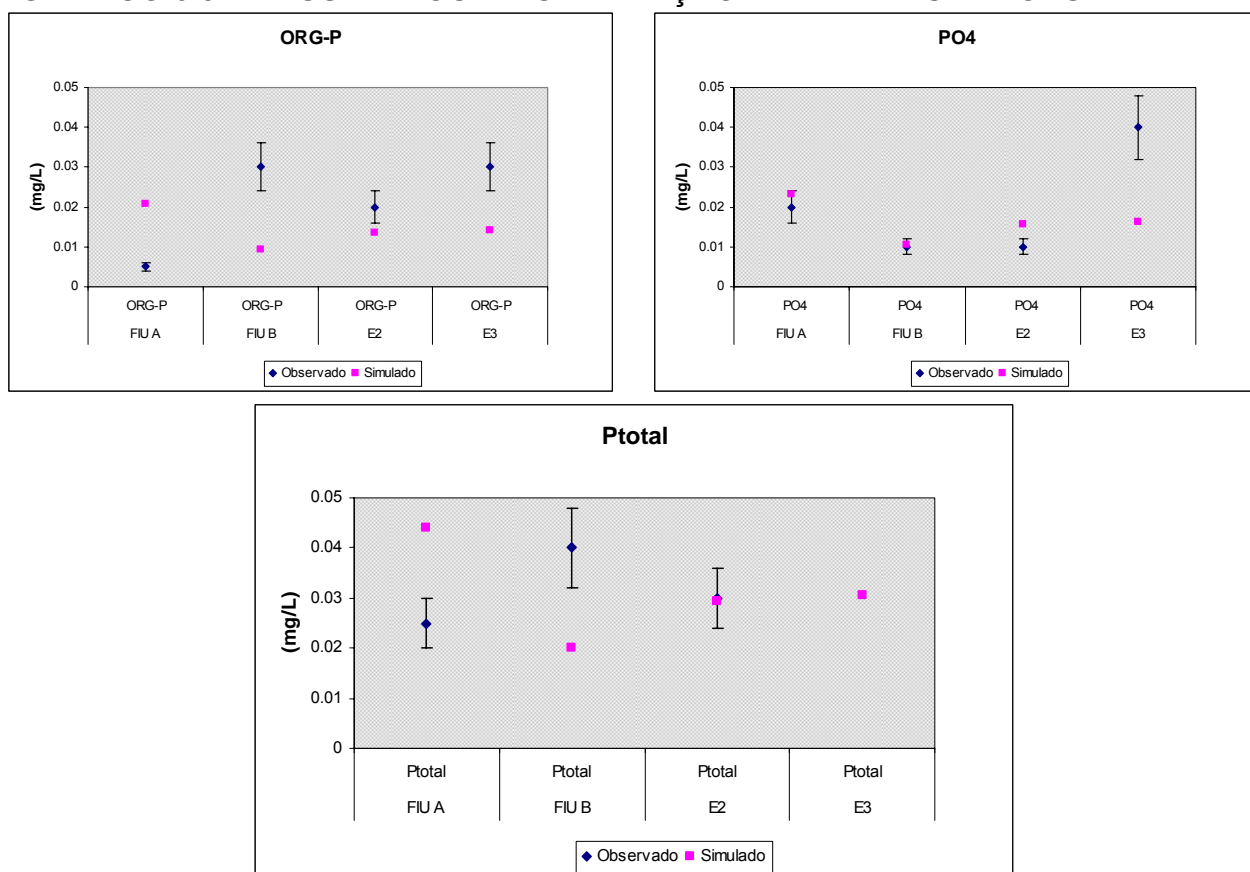 ORG-P
0.05
0.04
0.03
0.02
0.01
0
(mg/L)
ORG-P ORG-P ORG-P ORG-P
FIU A FIU B E2 E3
Observado Simulado
PO4
0.05
0.04
0.03
0.02
0.01
0
(mg/L)
PO4 PO4 PO4 PO4
FIU A FIU B E2 E3
Observado Simulado
Ptotal
0.05
0.04
0.03
0.02
0.01
0
(mg/L)
Ptotal Ptotal Ptotal Ptotal
FIU A FIU B E2 E3
Observado Simulado